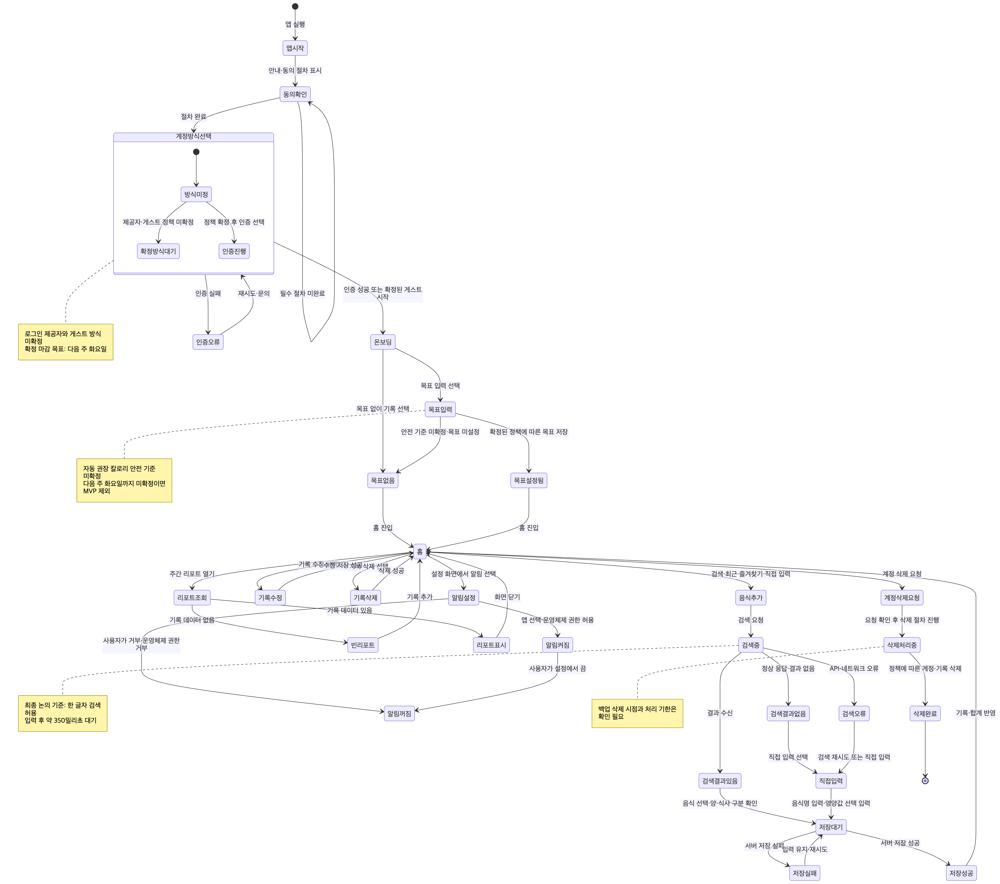 앱 실행
앱시작
안내·동의 절차 표시
동의확인
절차 완료
계정방식선택
방식미정
제공자·게스트 정책 미확정
정책 확정 후 인증 선택
확정방식대기
인증진행
인증 실패
재시도·문의
필수 절차 미완료
인증 성공 또는 확정된 게스트
시작
로그인 제공자와 게스트 방식
미확정
확정 마감 목표: 다음 주 화요일
인증오류
온보딩
목표 입력 선택
목표 없이 기록 선택
목표입력
안전 기준 미확정·목표 미설정
확정된 정책에 따른 목표 저장
자동 권장 칼로리 안전 기준
미확정
다음 주 화요일까지 미확정이면
MVP 제외
목표없음
목표설정됨
홈 진입
홈 진입
홈
주간 리포트 열기
기록 수정
수정 저장 성공
삭제 선택
삭제 성공
설정 화면에서 알림 선택
검색·최근·즐겨찾기·직접 입력
계정 삭제 요청
리포트조회
기록수정
기록삭제
기록 추가
알림설정
화면 닫기
음식추가
계정삭제요청
기록 데이터 없음
기록 데이터 있음
앱 선택·운영체제 권한 허용
검색 요청
요청 확인 후 삭제 절차 진행
사용자가 거부·운영체제 권한
거부
빈리포트
리포트표시
알림켜짐
검색중
삭제처리중
사용자가 설정에서 끔
정상 응답·결과 없음
API·네트워크 오류
정책에 따른 계정·기록 삭제
최종 논의 기준: 한 글자 검색
허용
입력 후 약 350밀리초 대기
알림꺼짐
백업 삭제 시점과 처리 기한은
확인 필요
결과 수신
검색결과없음
검색오류
삭제완료
기록·합계 반영
직접 입력 선택
검색 재시도 또는 직접 입력
검색결과있음
직접입력
음식 선택·양·식사 구분 확인
음식명 입력·영양값 선택 입력
저장대기
서버 저장 실패
입력 유지·재시도
서버 저장 성공
저장실패
저장성공